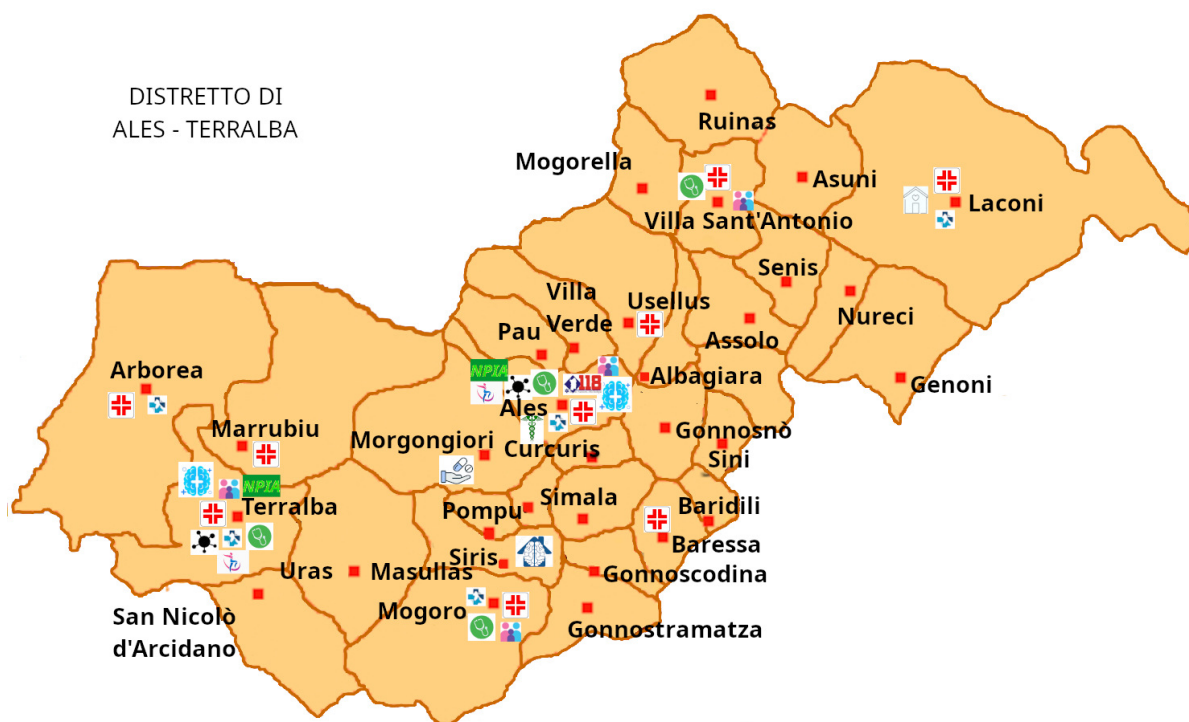 DISTRETTO DI
ALES - TERRALBA
Ruinas
Mogorella
Asuni
Villa Sant'Antonio
Laconi
Senis
Villa
Verde
Usellus
Nureci
Pau
Assolo
Arborea
NPIA
118
Albagiara
Genoni
Ales
Marrubiu
Morgongiori
Curcuris
Gonnosnò
Sini
NPIA
Terralba
Simala
Pompu
Baridili
Baressa
Siris
Uras
Masullas
Gonnoscodina
Mogoro
San Nicolò
d'Arcidano
Gonnostramatza